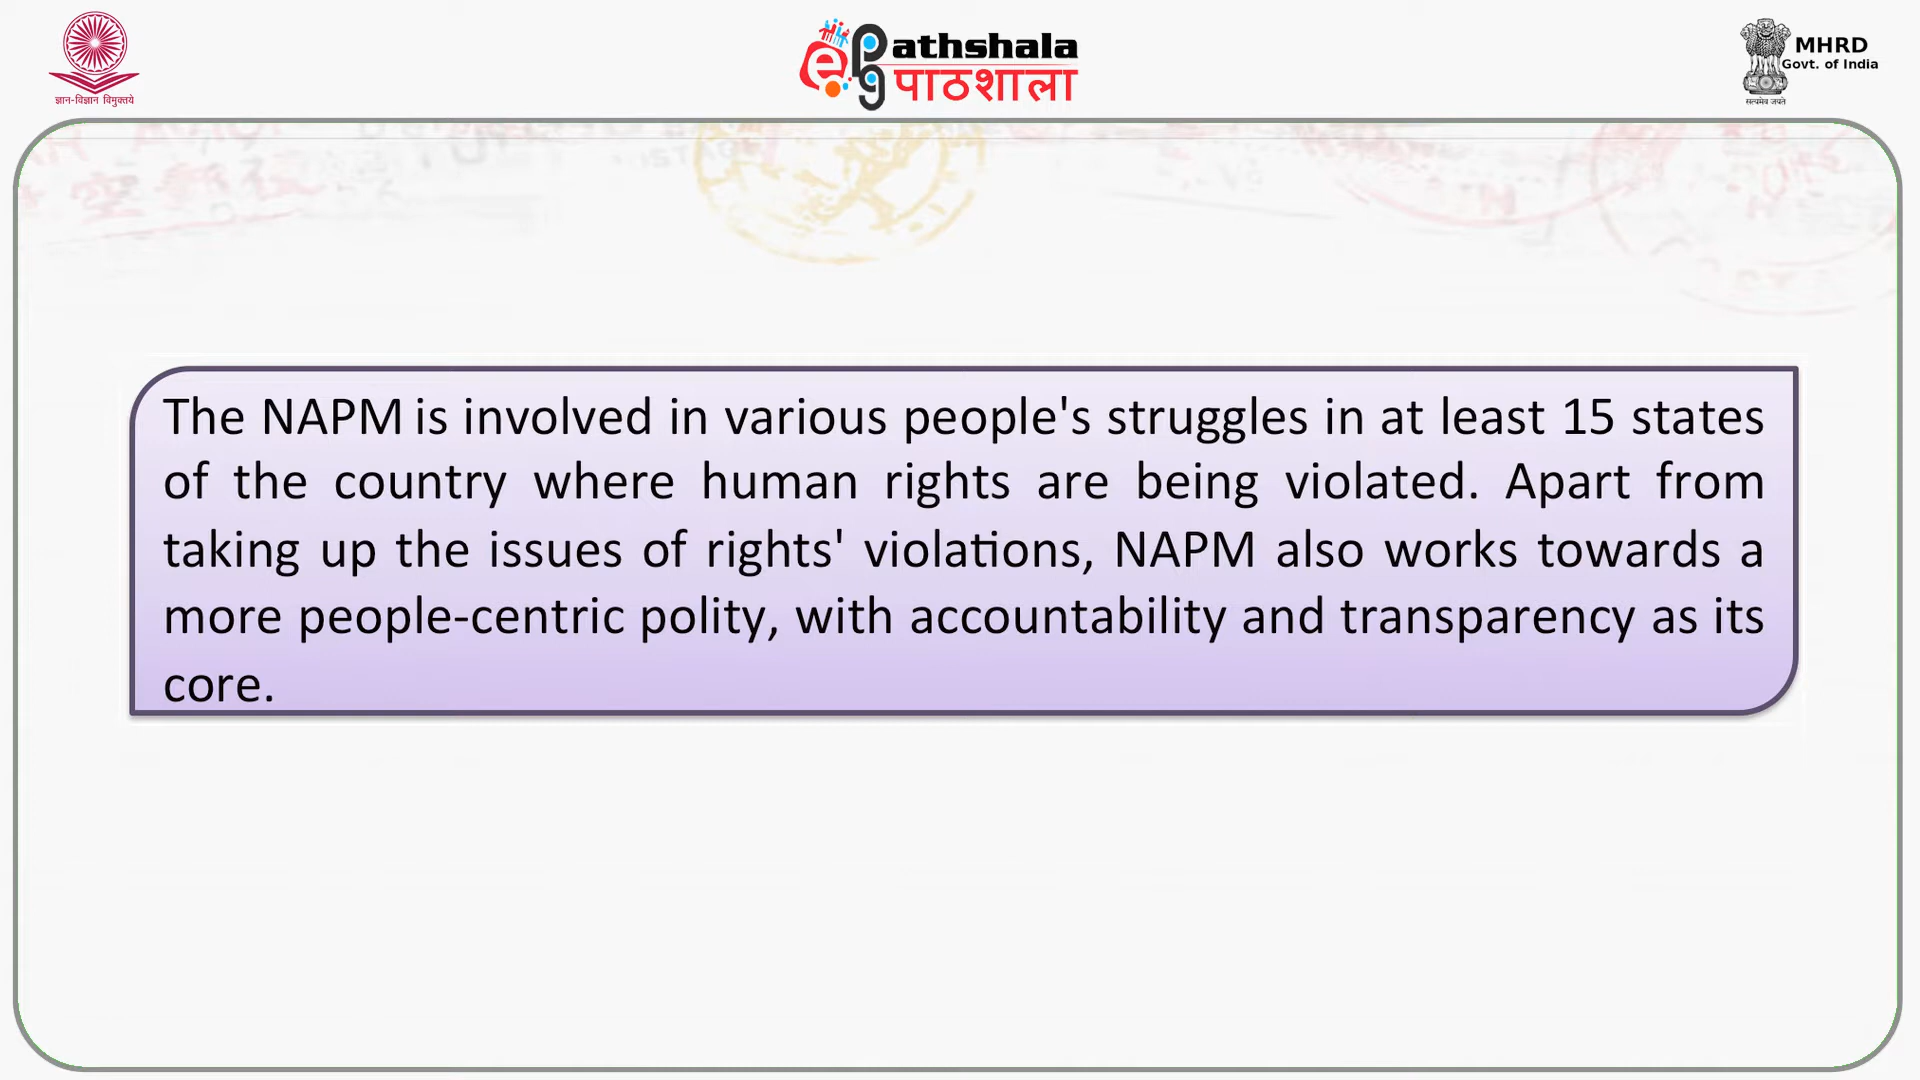 ज्ञान-विज्ञान विमुक्तये
ePG athshala
पाठशाला
MHRD
Govt. of India
सत्यमेव जयते
The NAPM is involved in various people's struggles in at least 15 states
of the country where human rights are being violated. Apart from
taking up the issues of rights' violations, NAPM also works towards a
more people-centric polity, with accountability and transparency as its
core.